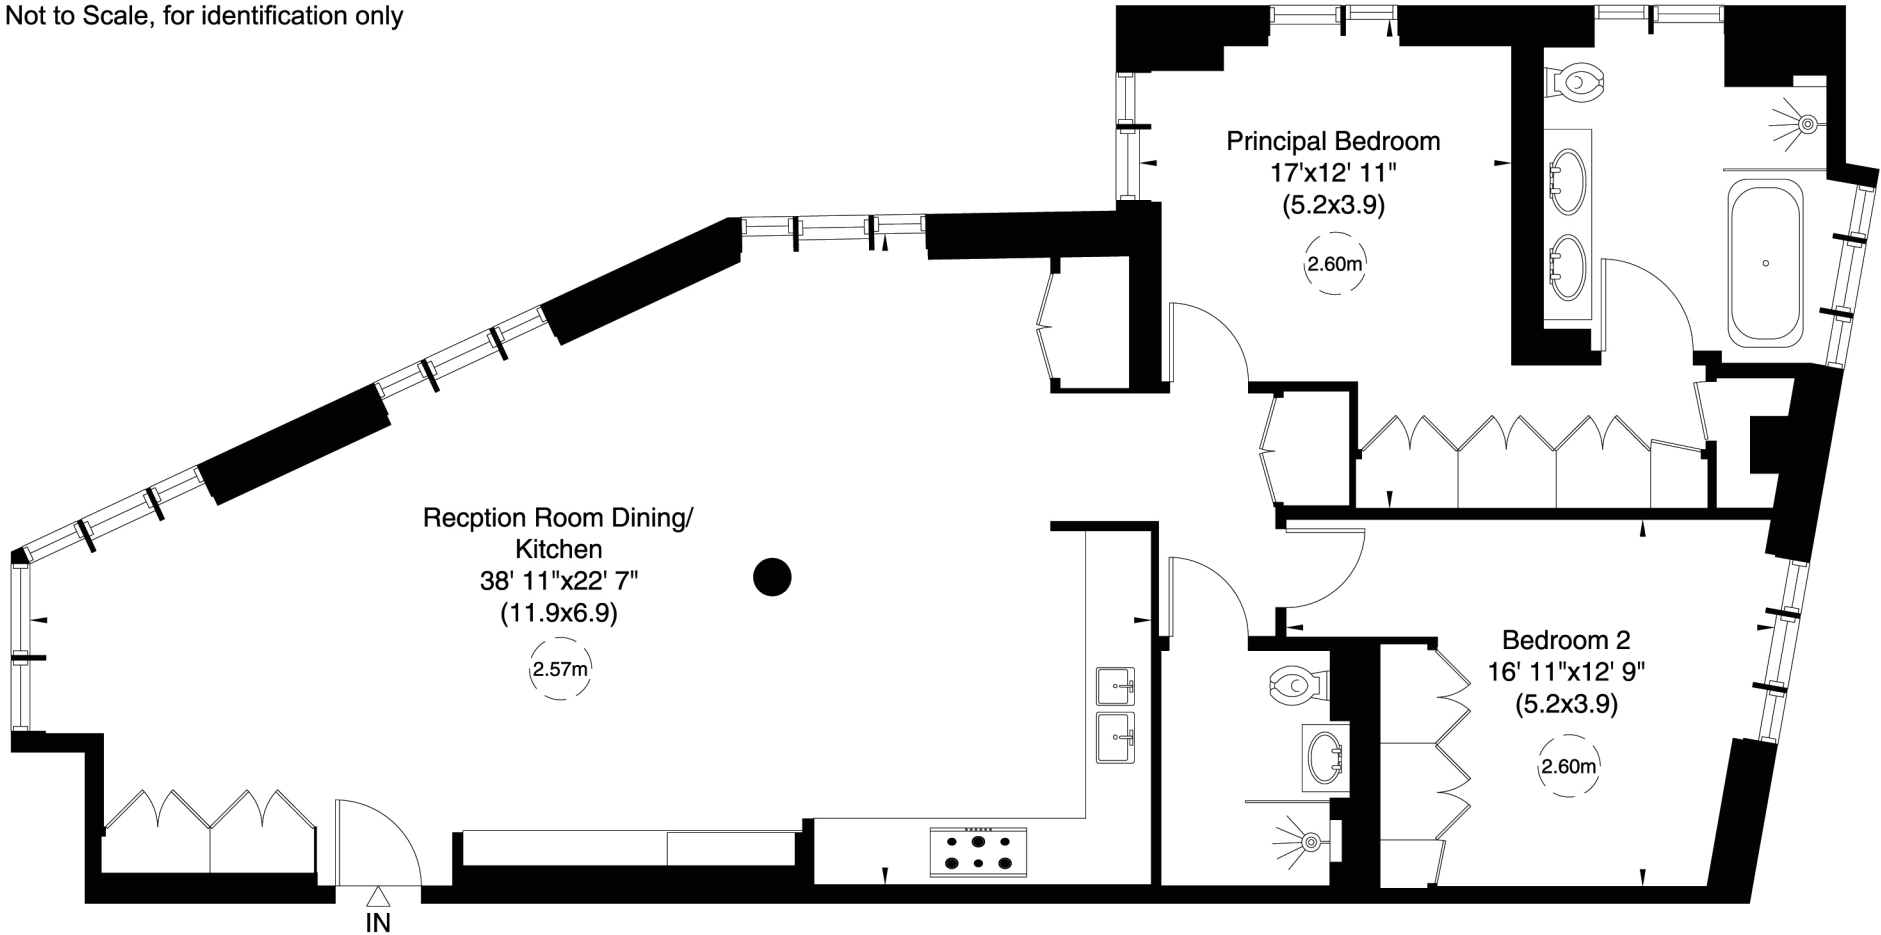 Not to Scale, for identification only
Principal Bedroom
17'x12' 11"
(5.2x3.9)
2.60m
Recption Room Dining/
Kitchen
38' 11"x22' 7"
(11.9x6.9)
2.57m
Bedroom 2
16' 11"x12' 9"
(5.2x3.9)
2.60m
IN